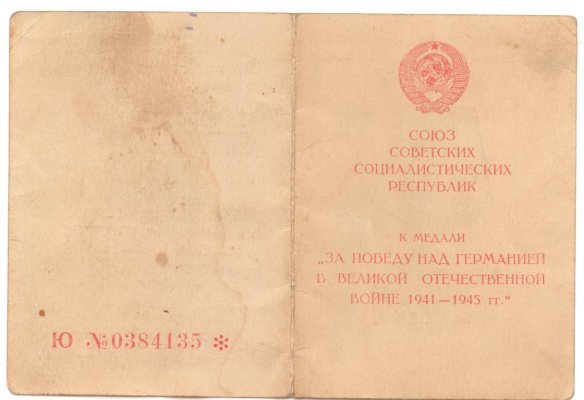 Ю №0384135 *
СОЮЗ
СОВЕТСКИХ
СОЦИАЛИСТИЧЕСКИХ
РЕСПУБЛИК
К МЕДАЛИ
„ЗА ПОБЕДУ НАД ГЕРМАНИЕЙ
В ВЕЛИКОЙ ОТЕЧЕСТВЕННОЙ
ВОЙНЕ 1941—1945 гг.“